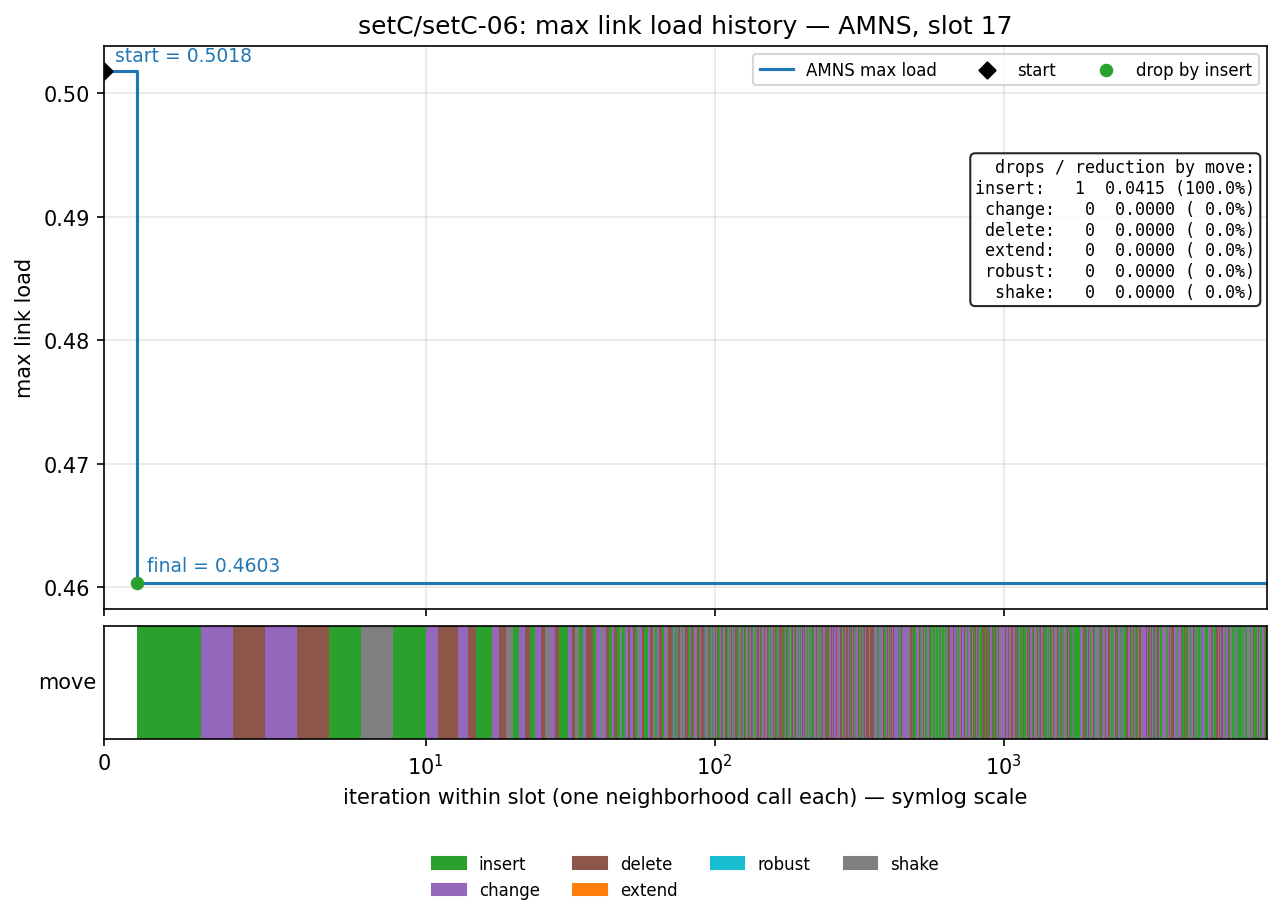 setC/setC-06: max link load history — AMNS, slot 17
start = 0.5018
AMNS max load
start
drop by insert
drops / reduction by move:
insert: 1 0.0415 (100.0%)
change: 0 0.0000 ( 0.0%)
delete: 0 0.0000 ( 0.0%)
extend: 0 0.0000 ( 0.0%)
robust: 0 0.0000 ( 0.0%)
shake: 0 0.0000 ( 0.0%)
0.50
0.49
0.48
0.47
0.46
max link load
final = 0.4603
move
0
10¹
10²
10³
iteration within slot (one neighborhood call each) — symlog scale
insert
delete
robust
shake
change
extend